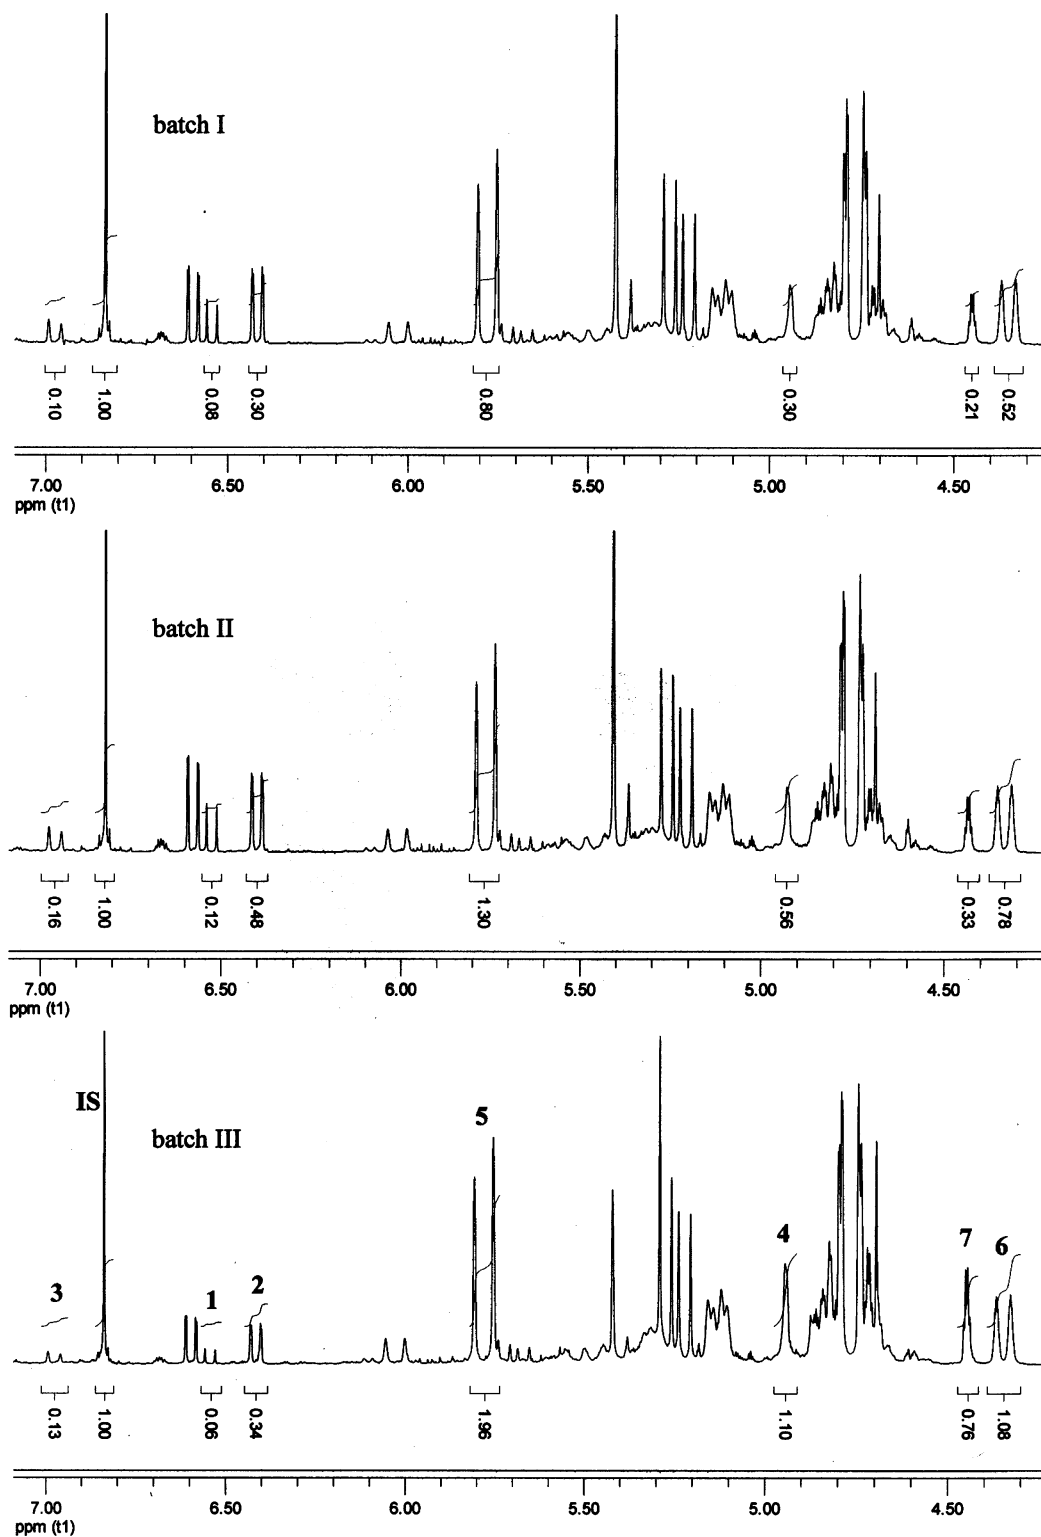 batch I
0.10 1.00 0.08 0.30 0.80 0.30 0.21 0.52
7.00 6.50 6.00 5.50 5.00 4.50
ppm (t1)
batch II
0.16 1.00 0.12 0.48 1.30 0.56 0.33 0.78
7.00 6.50 6.00 5.50 5.00 4.50
ppm (t1)
IS
5
batch III
4 7 6
3 1 2
0.13 1.00 0.06 0.34 1.96 1.10 0.76 1.08
7.00 6.50 6.00 5.50 5.00 4.50
ppm (t1)